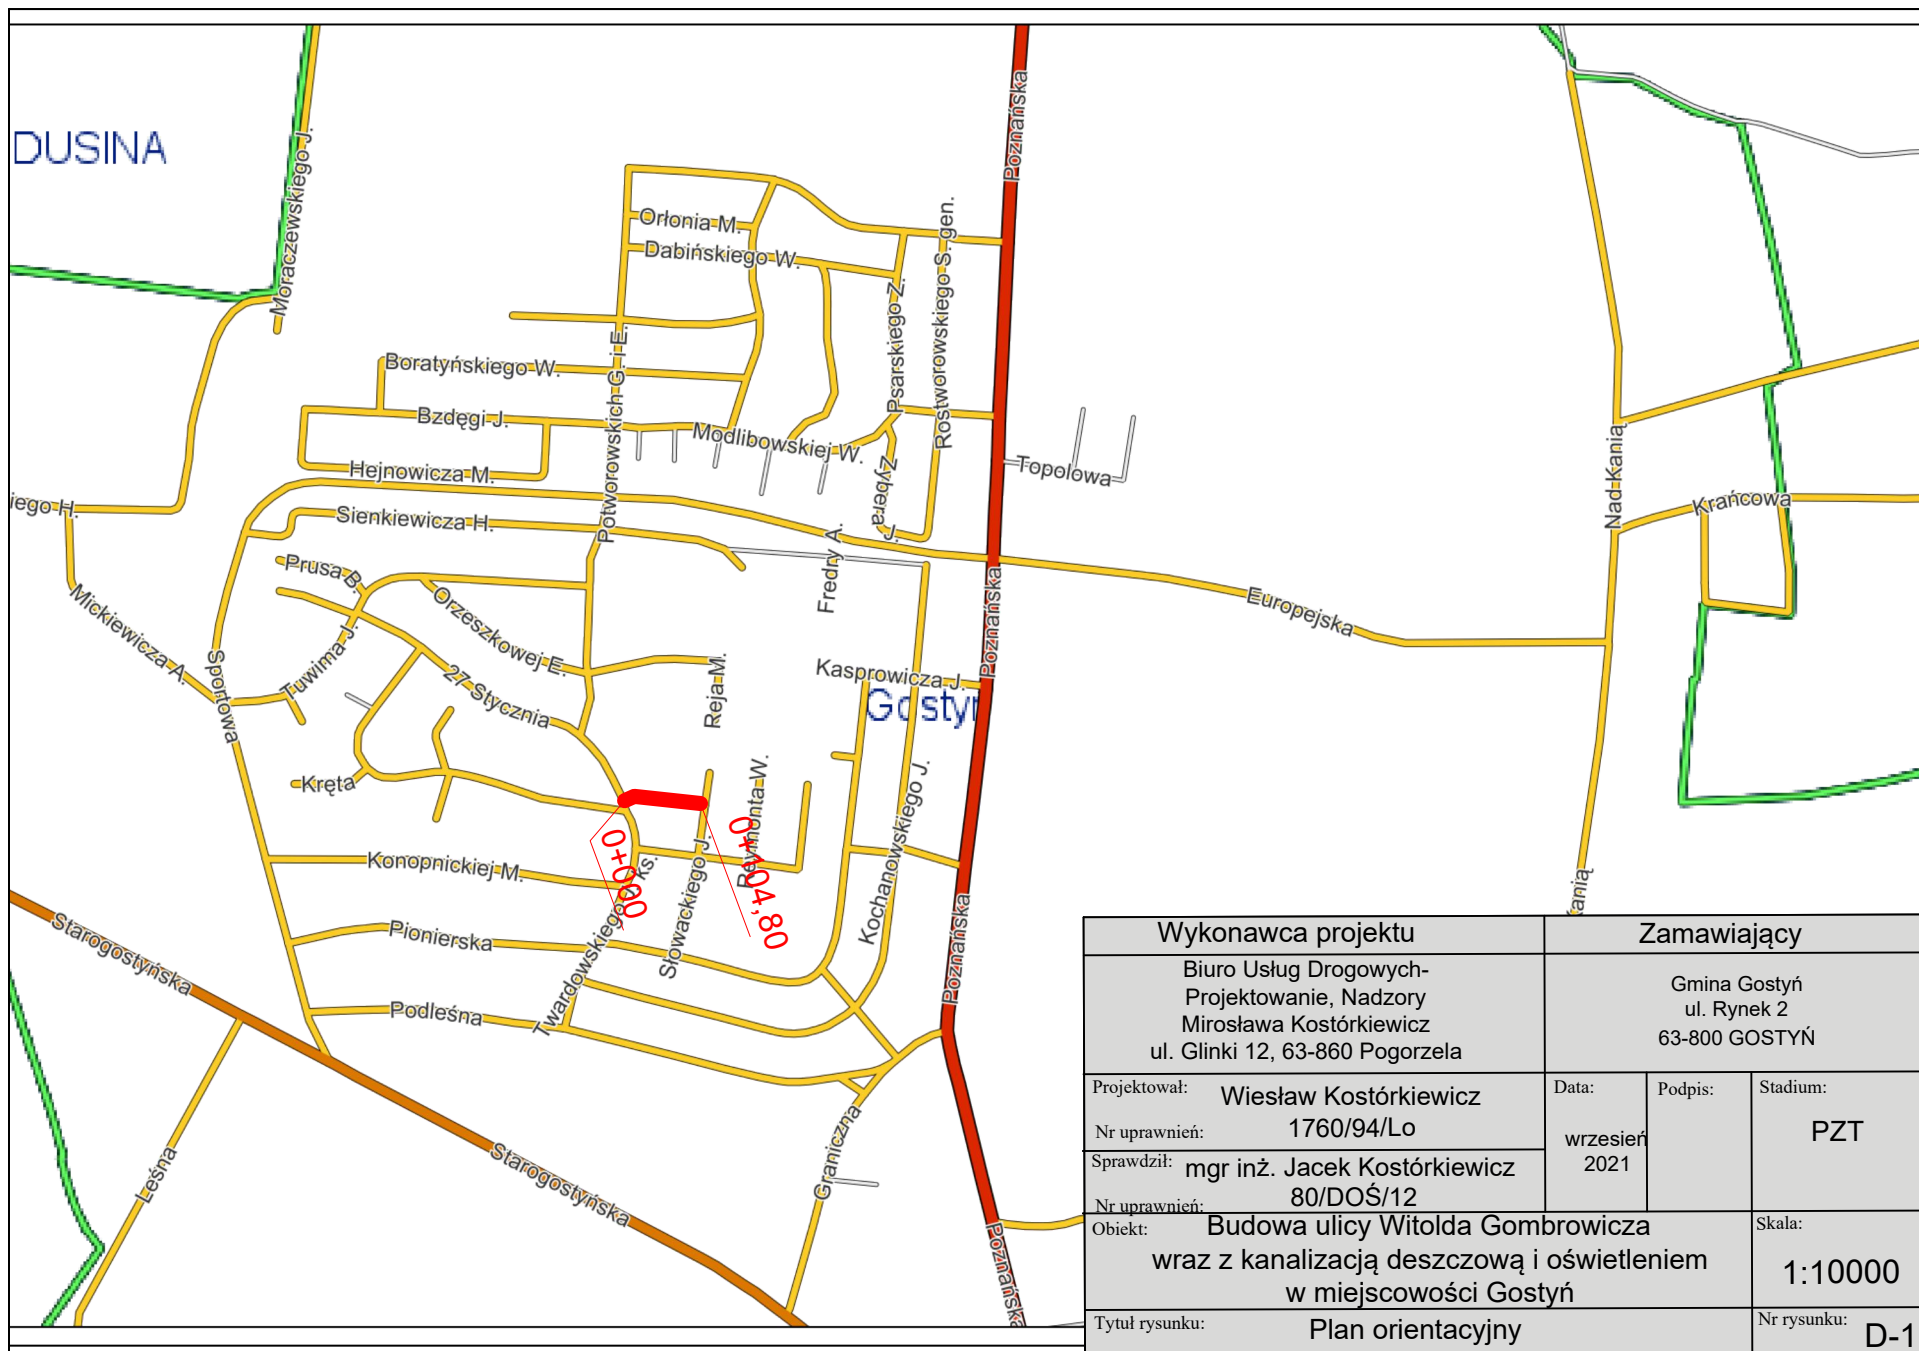 DUSINA
Moraczewskiego J.
Poznańska
Orłonia M.
Dabińskiego W.
Rostworowskiego S. gen.
Psarskiego Z.
Potworowskich G. i E.
Boratyńskiego W.
Bzdęgi J.
Modlibowskiej W.
Hejnowicza M.
Zybera J.
Topolowa
Nad Kanią
Krańcowa
iego H.
Sienkiewicza H.
Fredry A.
Prusa B.
Mickiewicza A.
Orzeszkowej E.
Tuwima J.
Sportowa
27 Stycznia
Reja M.
Kasprowicza J.
Poznańska
Gostyń
Europejska
Kręta
Reymonta W.
Kochanowskiego J.
Słowackiego J.
Konopnickiej M.
0+000
0+104,80
Twardowskiego J. ks.
Pionierska
Podleśna
Starogostyńska
Poznańska
Leśna
Starogostyńska
Graniczna
Poznańska
Kanią
Wykonawca projektu
Zamawiający
Biuro Usług Drogowych-
Projektowanie, Nadzory
Mirosława Kostórkiewicz
ul. Glinki 12, 63-860 Pogorzela
Gmina Gostyń
ul. Rynek 2
63-800 GOSTYŃ
Projektował: Wiesław Kostórkiewicz
Nr uprawnień: 1760/94/Lo
Data:
wrzesień
2021
Podpis:
Stadium:
PZT
Sprawdził: mgr inż. Jacek Kostórkiewicz
Nr uprawnień: 80/DOŚ/12
Obiekt: Budowa ulicy Witolda Gombrowicza
wraz z kanalizacją deszczową i oświetleniem
w miejscowości Gostyń
Skala:
1:10000
Tytuł rysunku: Plan orientacyjny
Nr rysunku: D-1